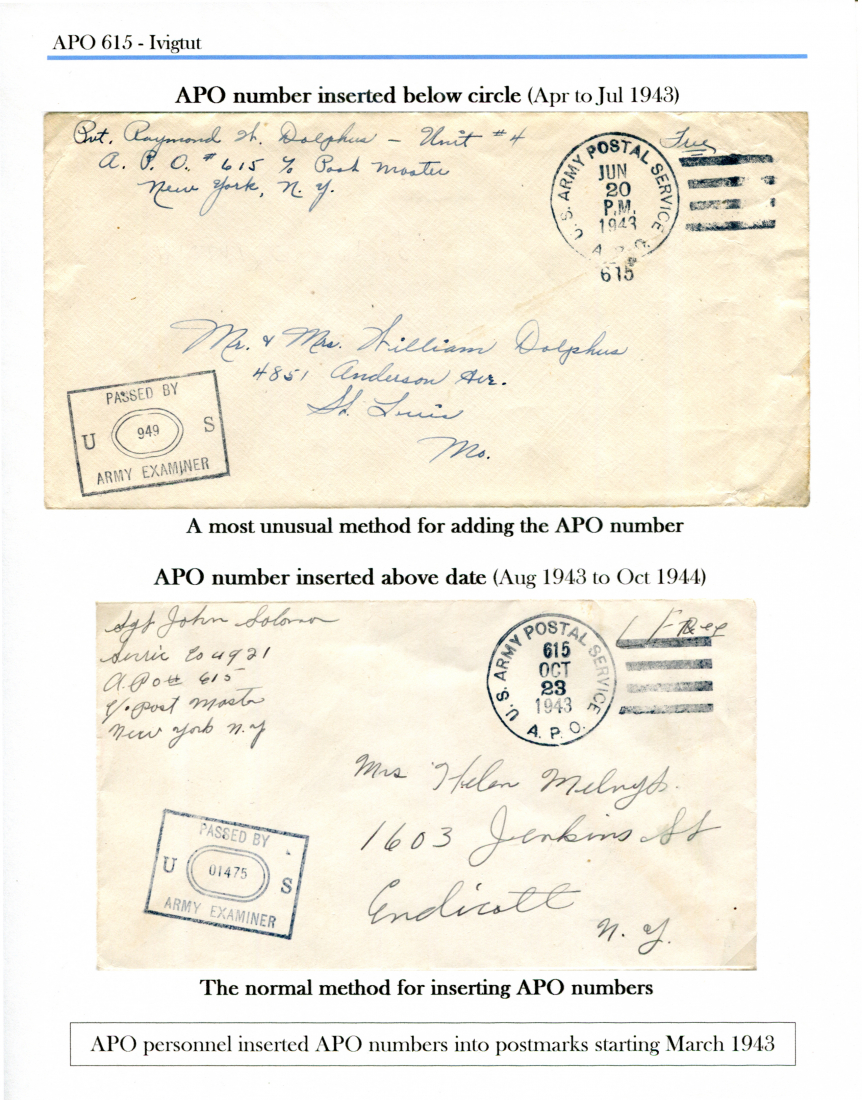 APO 615 - Ivigtut
APO number inserted below circle (Apr to Jul 1943)
Pvt. Raymond W. Dolphus - Unit #4
A. P. O. # 615 % Post Master
New York, N. Y.
Free
U. S. ARMY POSTAL SERVICE
JUN
20
P.M.
1943
A. P. O.
615
Mr. & Mrs. William Dolphus
4851 Anderson Ave.
St. Louis
Mo.
PASSED BY
U 949 S
ARMY EXAMINER
A most unusual method for adding the APO number
APO number inserted above date (Aug 1943 to Oct 1944)
Sgt John Solomon
Co 4921
A.P.O# 615
c/o Post Master
New York N.Y
Free
U. S. ARMY POSTAL SERVICE
615
OCT
23
1943
A. P. O.
Mrs Helen
1603 Jenkins St
Endicott
N. Y.
PASSED BY
U 01475 S
ARMY EXAMINER
The normal method for inserting APO numbers
APO personnel inserted APO numbers into postmarks starting March 1943